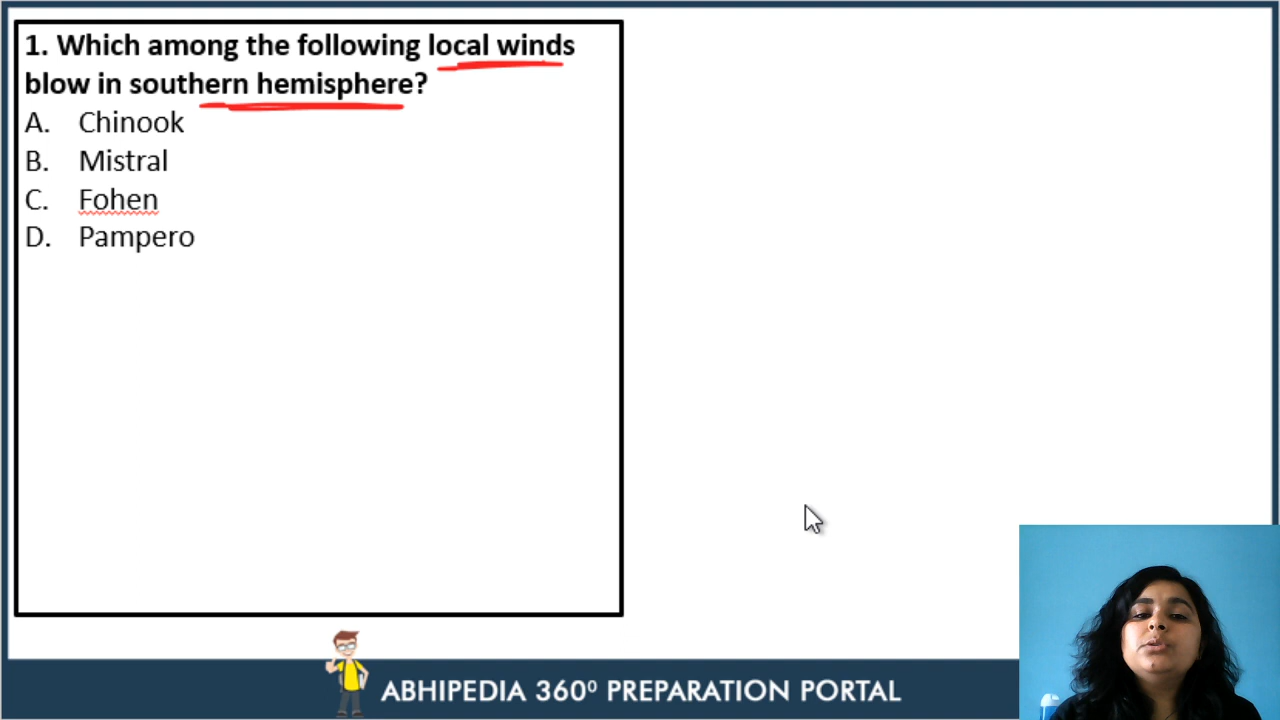 1. Which among the following local winds
blow in southern hemisphere?
A. Chinook
B. Mistral
C. Fohen
D. Pampero
ABHIPEDIA 360⁰ PREPARATION PORTAL